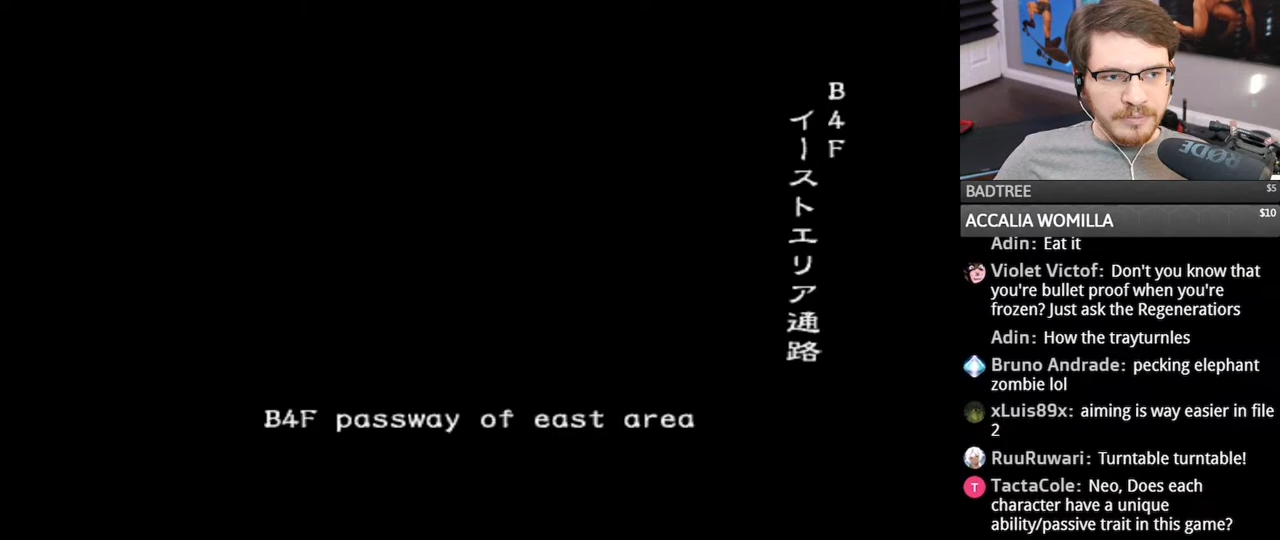 B4F
イーストエリア通路
B4F passway of east area
RØDE
BADTREE
$5
ACCALIA WOMILLA
$10
Adin: Eat it
Violet Victof: Don't you know that
you're bullet proof when you're
frozen? Just ask the Regeneratiors
Adin: How the trayturnles
Bruno Andrade: pecking elephant
zombie lol
xLuis89x: aiming is way easier in file
2
RuuRuwari: Turntable turntable!
T
TactaCole: Neo, Does each
character have a unique
ability/passive trait in this game?